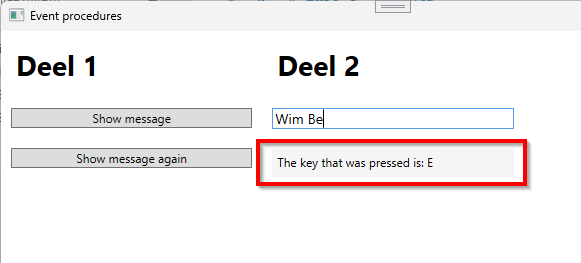 Event procedures
Deel 1
Deel 2
Show message
Wim Be
Show message again
The key that was pressed is: E